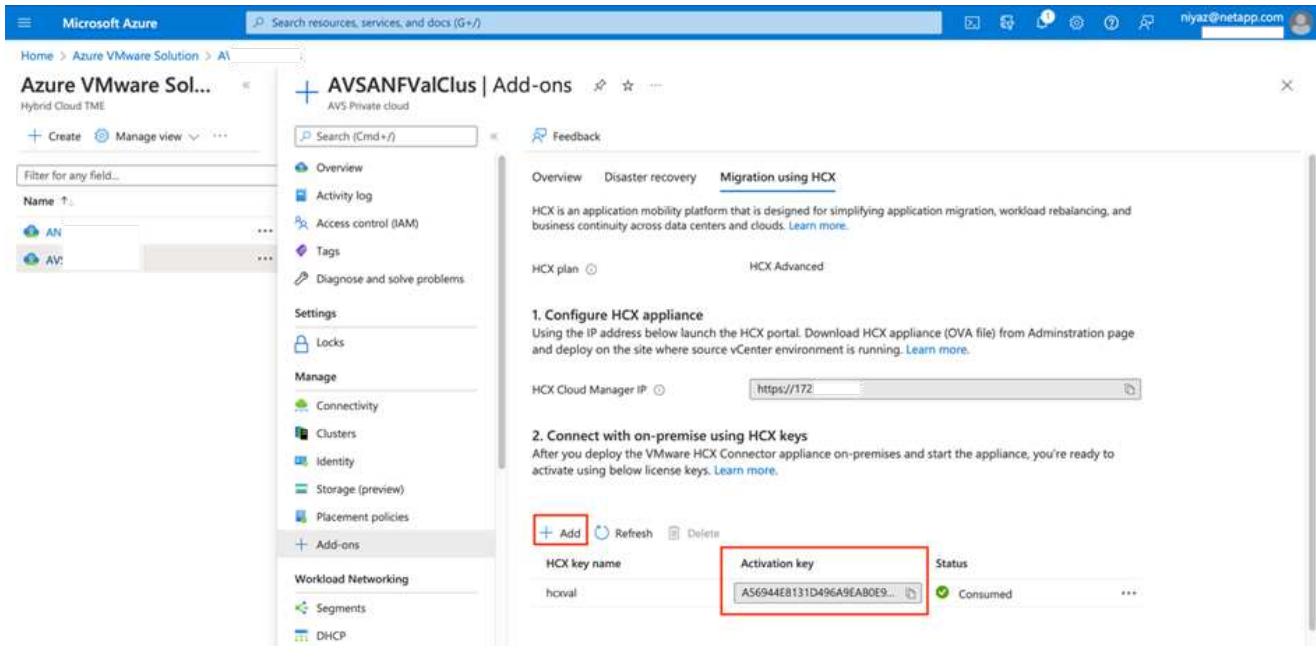 Microsoft Azure
Search resources, services, and docs (G+/)
1
niyaz@netapp.com
Home > Azure VMware Solution >
Azure VMware Sol...
Hybrid Cloud TME
AVSANFValClus | Add-ons
AVS Private cloud
+ Create
Manage view
Search (Cmd+/)
Feedback
Filter for any field...
Name ↑↓
AN
AVS
Overview
Activity log
Access control (IAM)
Tags
Diagnose and solve problems
Settings
Locks
Manage
Connectivity
Clusters
Identity
Storage (preview)
Placement policies
+ Add-ons
Workload Networking
Segments
DHCP
Overview
Disaster recovery
Migration using HCX
HCX is an application mobility platform that is designed for simplifying application migration, workload rebalancing, and
business continuity across data centers and clouds. Learn more.
HCX plan
HCX Advanced
1. Configure HCX appliance
Using the IP address below launch the HCX portal. Download HCX appliance (OVA file) from Adminstration page
and deploy on the site where source vCenter environment is running. Learn more.
HCX Cloud Manager IP
https://172
2. Connect with on-premise using HCX keys
After you deploy the VMware HCX Connector appliance on-premises and start the appliance, you're ready to
activate using below license keys. Learn more.
+ Add
Refresh
Delete
HCX key name
Activation key
Status
hcxval
A56944E8131D496A9EAB0E9...
Consumed